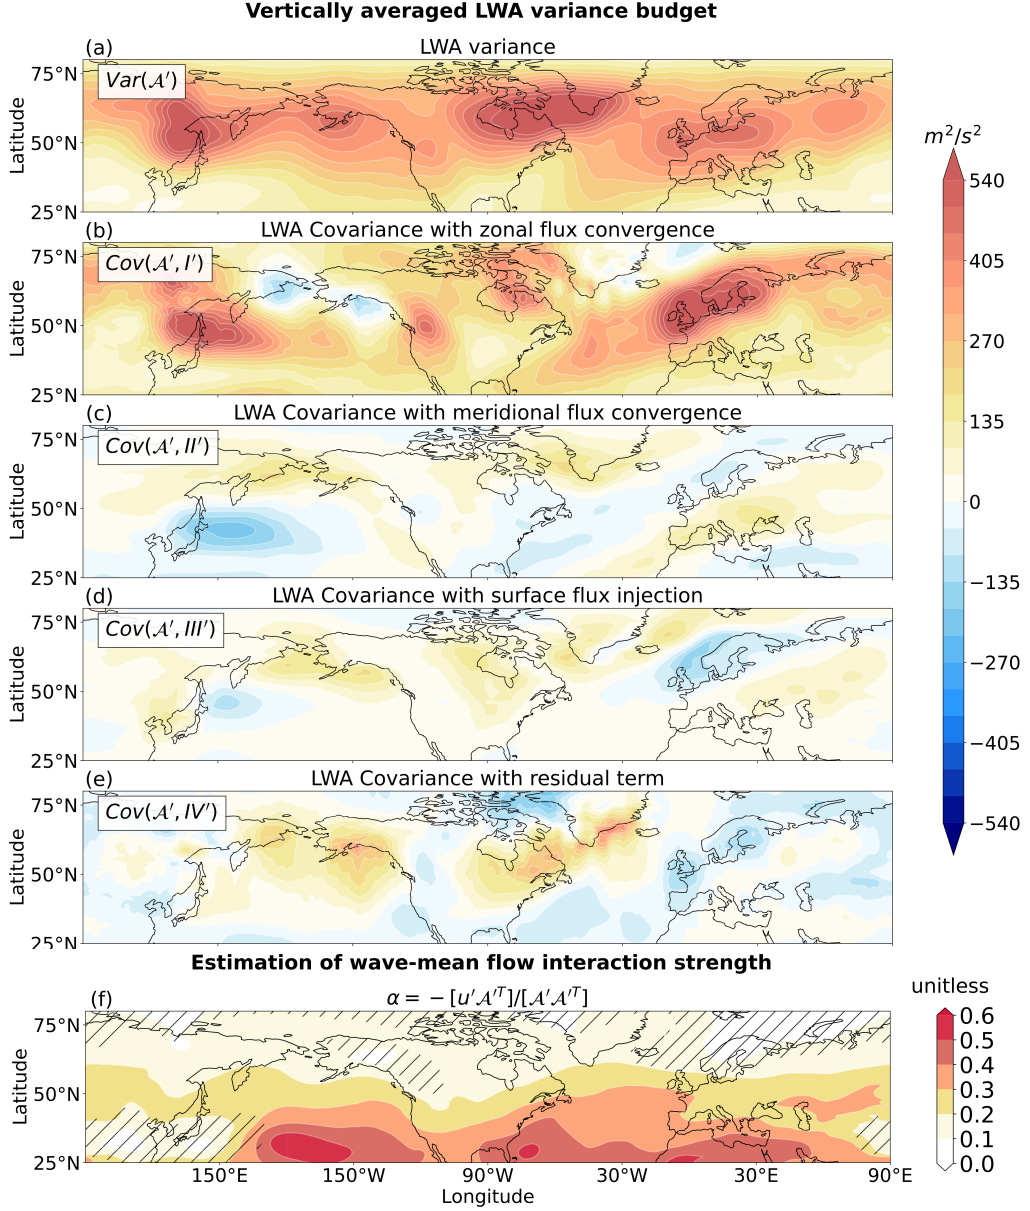 Vertically averaged LWA variance budget
(a) LWA variance
Var(𝒜′)
75°N
50°N
25°N
Latitude
(b) LWA Covariance with zonal flux convergence
Cov(𝒜′, I′)
75°N
50°N
25°N
Latitude
(c) LWA Covariance with meridional flux convergence
Cov(𝒜′, II′)
75°N
50°N
25°N
Latitude
(d) LWA Covariance with surface flux injection
Cov(𝒜′, III′)
75°N
50°N
25°N
Latitude
(e) LWA Covariance with residual term
Cov(𝒜′, IV′)
75°N
50°N
25°N
Latitude
m²/s²
540
405
270
135
0
−135
−270
−405
−540
Estimation of wave-mean flow interaction strength
(f) α = −[u′𝒜′ᵀ]/[𝒜′𝒜′ᵀ]
75°N
50°N
25°N
Latitude
150°E 150°W 90°W 30°W 30°E 90°E
Longitude
unitless
0.6
0.5
0.4
0.3
0.2
0.1
0.0